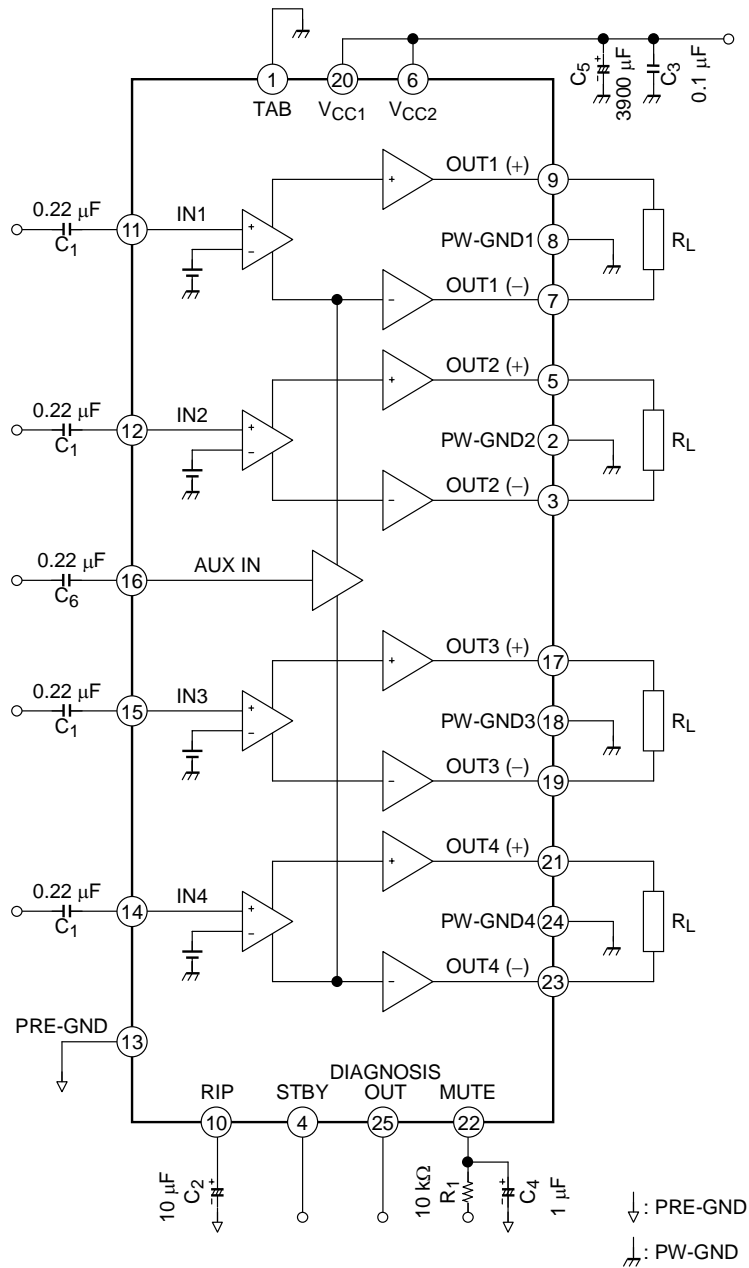 1
20
6
TAB
VCC1
VCC2
C5
3900 μF
C3
0.1 μF
-
+
0.22 μF
C1
11
IN1
+
−
+
OUT1 (+)
9
PW-GND1
8
RL
−
OUT1 (−)
7
0.22 μF
C1
12
IN2
+
−
+
OUT2 (+)
5
PW-GND2
2
RL
−
OUT2 (−)
3
0.22 μF
C6
16
AUX IN
0.22 μF
C1
15
IN3
+
−
+
OUT3 (+)
17
PW-GND3
18
RL
−
OUT3 (−)
19
0.22 μF
C1
14
IN4
+
−
+
OUT4 (+)
21
PW-GND4
24
RL
−
OUT4 (−)
23
PRE-GND
13
RIP
STBY
DIAGNOSIS
OUT
MUTE
10
4
25
22
10 μF
C2
-
+
10 kΩ
R1
-
+
C4
1 μF
: PRE-GND
: PW-GND